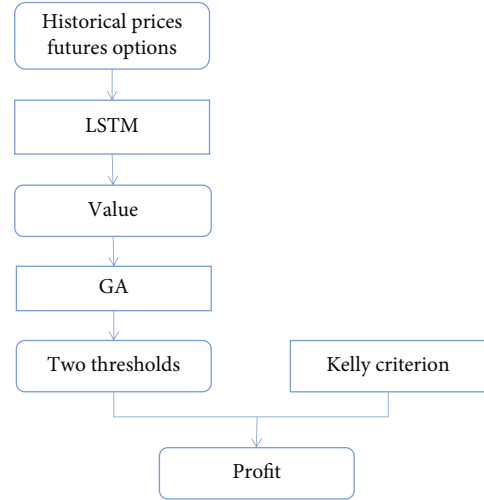 Historical prices
futures options
LSTM
Value
GA
Two thresholds
Kelly criterion
Profit